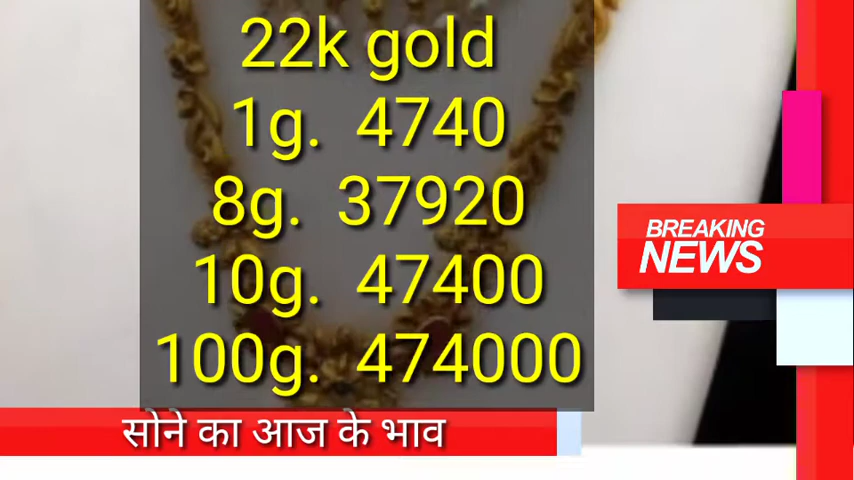 22k gold
1g. 4740
8g. 37920
10g. 47400
100g. 474000
BREAKING
NEWS
सोने का आज के भाव